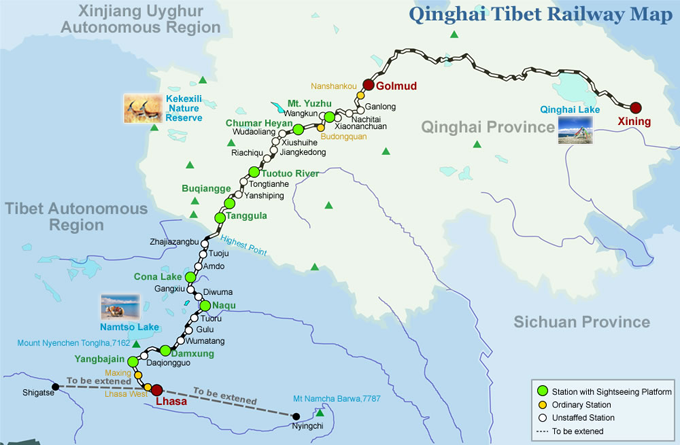 Qinghai Tibet Railway Map
Xinjiang Uyghur
Autonomous Region
Nanshankou
Golmud
Kekexili
Nature
Reserve
Mt. Yuzhu
Wangkun
Ganlong
Nachitai
Xiaonanchuan
Budongquan
Qinghai Lake
Xining
Qinghai Province
Chumar Heyan
Wudaoliang
Xiushuihe
Riachiqu
Jiangkedong
Tuotuo River
Tongtianhe
Yanshiping
Buqiangge
Tanggula
Tibet Autonomous
Region
Zhajiazangbu
Highest Point
Tuoju
Amdo
Cona Lake
Gangxiu
Diwuma
Naqu
Tuoru
Gulu
Wumatang
Namtso Lake
Mount Nyenchen Tonglha,7162
Damxung
Yangbajain
Daqiongguo
Maxing
Lhasa West
Lhasa
To be extened
To be extened
Shigatse
Mt Namcha Barwa,7787
Nyingchi
Sichuan Province
Station with Sightseeing Platform
Ordinary Station
Unstaffed Station
To be extened